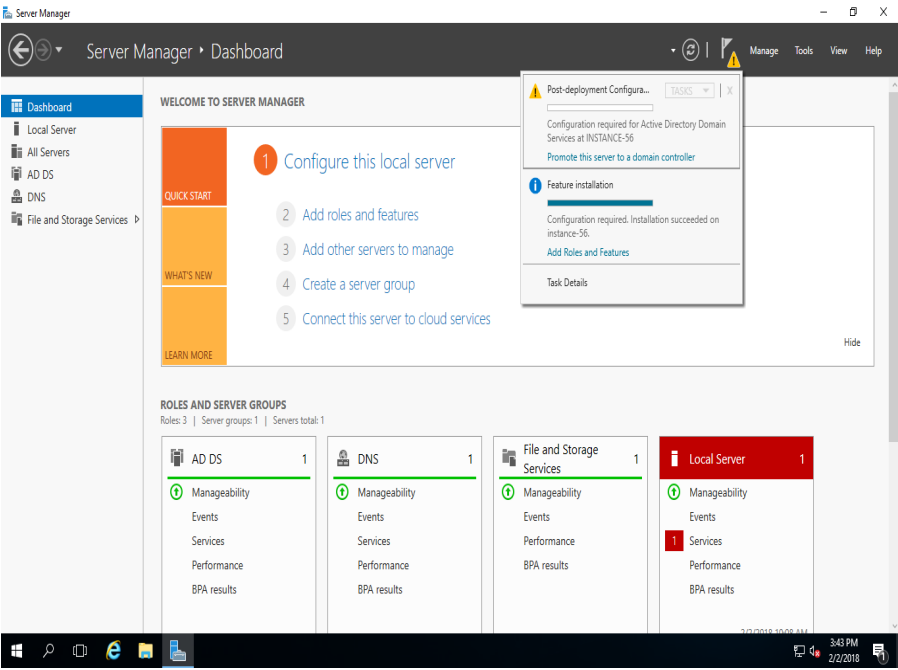 Server Manager
Server Manager • Dashboard
Manage Tools View Help
Dashboard
Local Server
All Servers
AD DS
DNS
File and Storage Services
WELCOME TO SERVER MANAGER
QUICK START
WHAT'S NEW
LEARN MORE
1 Configure this local server
2 Add roles and features
3 Add other servers to manage
4 Create a server group
5 Connect this server to cloud services
Hide
Post-deployment Configura... TASKS X
Configuration required for Active Directory Domain
Services at INSTANCE-56
Promote this server to a domain controller
Feature installation
Configuration required. Installation succeeded on
instance-56.
Add Roles and Features
Task Details
ROLES AND SERVER GROUPS
Roles: 3 | Server groups: 1 | Servers total: 1
AD DS 1
Manageability
Events
Services
Performance
BPA results
DNS 1
Manageability
Events
Services
Performance
BPA results
File and Storage
Services 1
Manageability
Events
Performance
BPA results
Local Server 1
Manageability
Events
1 Services
Performance
BPA results
2/2/2018 10:08 AM
3:43 PM
2/2/2018
1